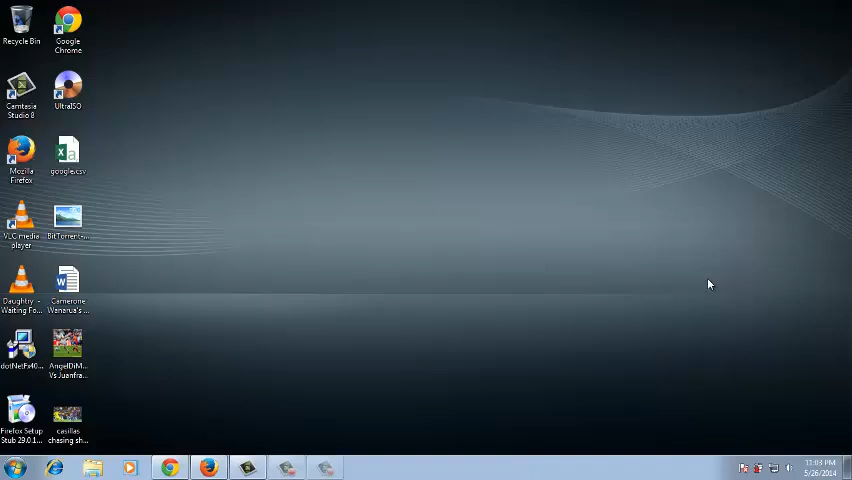 Recycle Bin
Google
Chrome
Camtasia
Studio 8
UltraISO
Mozilla
Firefox
google.csv
VLC media
player
BitTorrent-...
Daughtry -
Waiting Fo...
Camerone
Wanarua's ...
dotNetFx40...
AngelDiM...
Vs Juanfra...
Firefox Setup
Stub 29.0.1...
casillas
chasing sh...
11:03 PM
5/26/2014